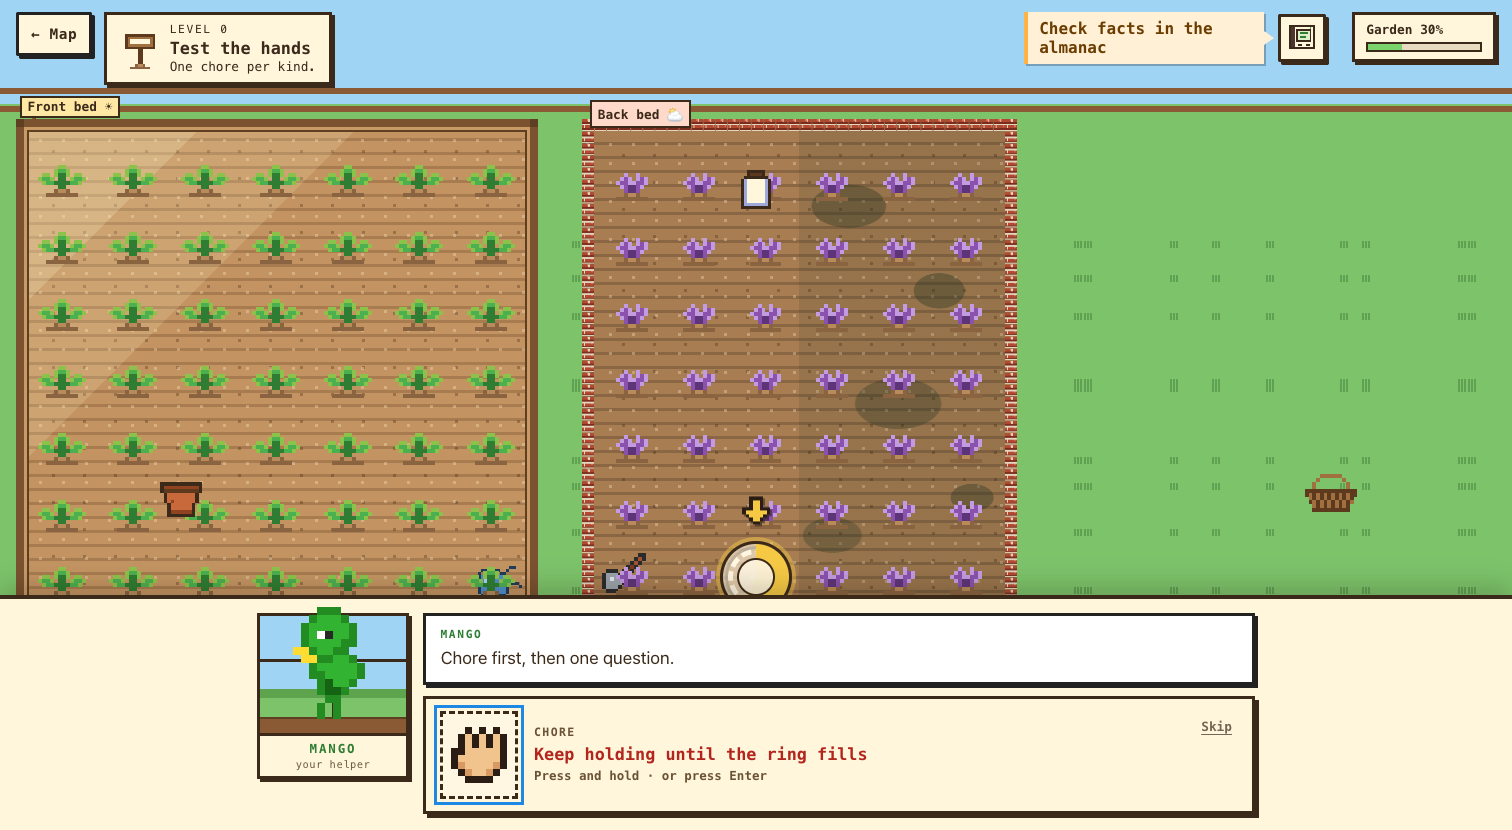 ← Map
LEVEL 0
Test the hands
One chore per kind.
Check facts in the
almanac
Garden 30%
Front bed ☀
Back bed ⛅
MANGO
Chore first, then one question.
MANGO
your helper
CHORE
Keep holding until the ring fills
Press and hold · or press Enter
Skip